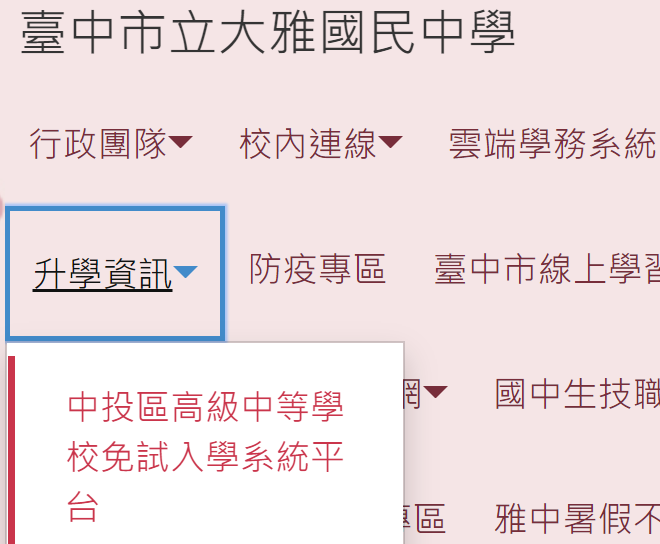 臺中市立大雅國民中學
行政團隊 校內連線 雲端學務系統
升學資訊 防疫專區 臺中市線上學習
中投區高級中等學
校免試入學系統平
台
網 國中生技職
區 雅中暑假不